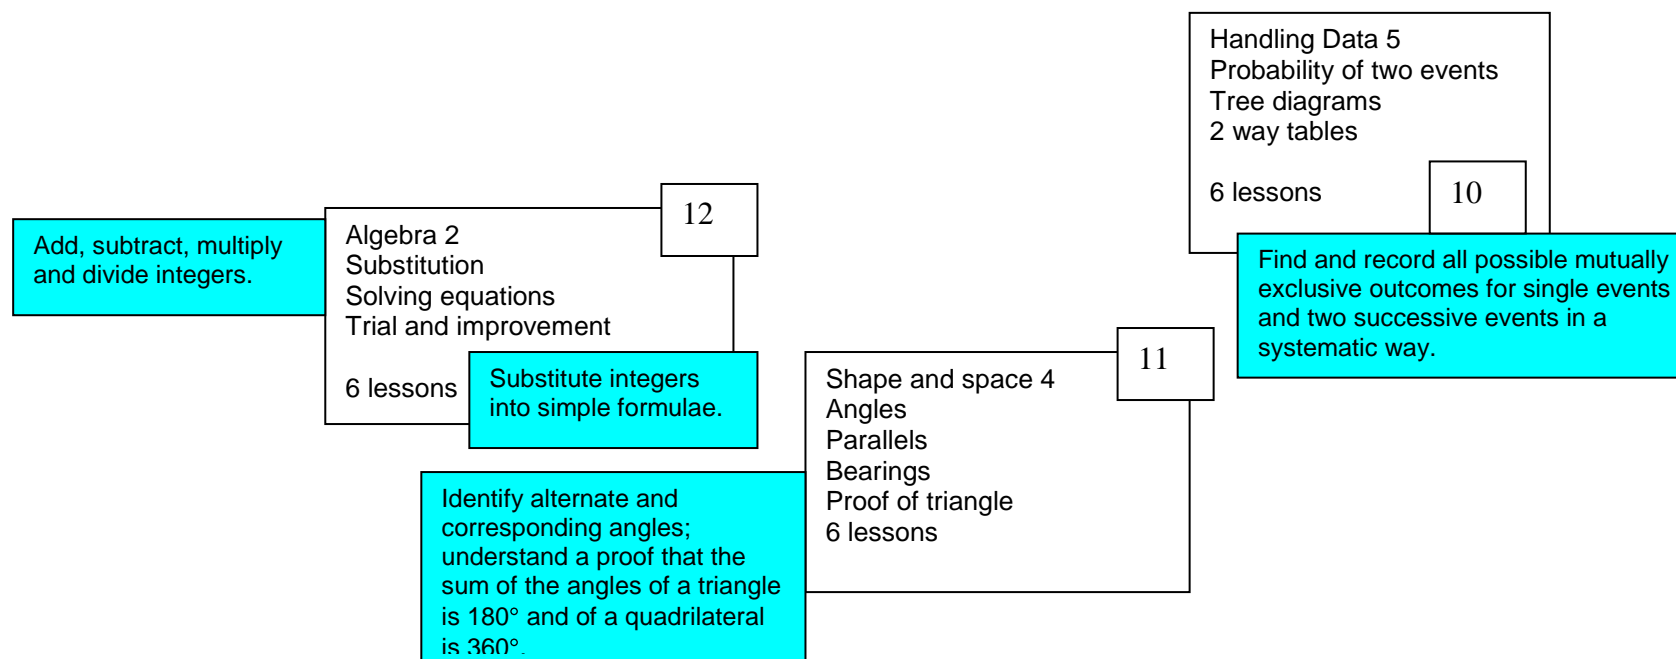 Handling Data 5
Probability of two events
Tree diagrams
2 way tables
6 lessons
10
Find and record all possible mutually
exclusive outcomes for single events
and two successive events in a
systematic way.
12
Add, subtract, multiply
and divide integers.
Algebra 2
Substitution
Solving equations
Trial and improvement
6 lessons
Substitute integers
into simple formulae.
11
Shape and space 4
Angles
Parallels
Bearings
Proof of triangle
6 lessons
Identify alternate and
corresponding angles;
understand a proof that the
sum of the angles of a triangle
is 180° and of a quadrilateral
is 360°.